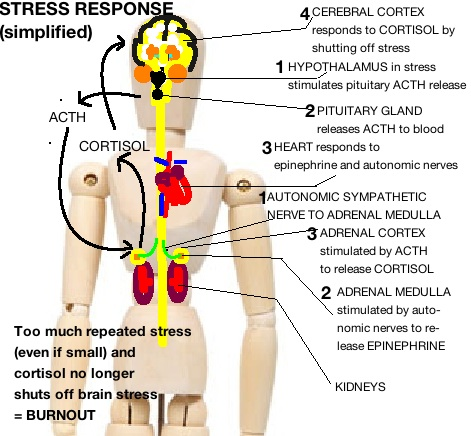 STRESS RESPONSE
(simplified)
4 CEREBRAL CORTEX
responds to CORTISOL by
shutting off stress
1 HYPOTHALAMUS in stress
stimulates pituitary ACTH release
2 PITUITARY GLAND
releases ACTH to blood
ACTH
CORTISOL
3 HEART responds to
epinephrine and autonomic nerves
1 AUTONOMIC SYMPATHETIC
NERVE TO ADRENAL MEDULLA
3 ADRENAL CORTEX
stimulated by ACTH
to release CORTISOL
2 ADRENAL MEDULLA
stimulated by auto-
nomic nerves to re-
lease EPINEPHRINE
KIDNEYS
Too much repeated stress
(even if small) and
cortisol no longer
shuts off brain stress
= BURNOUT